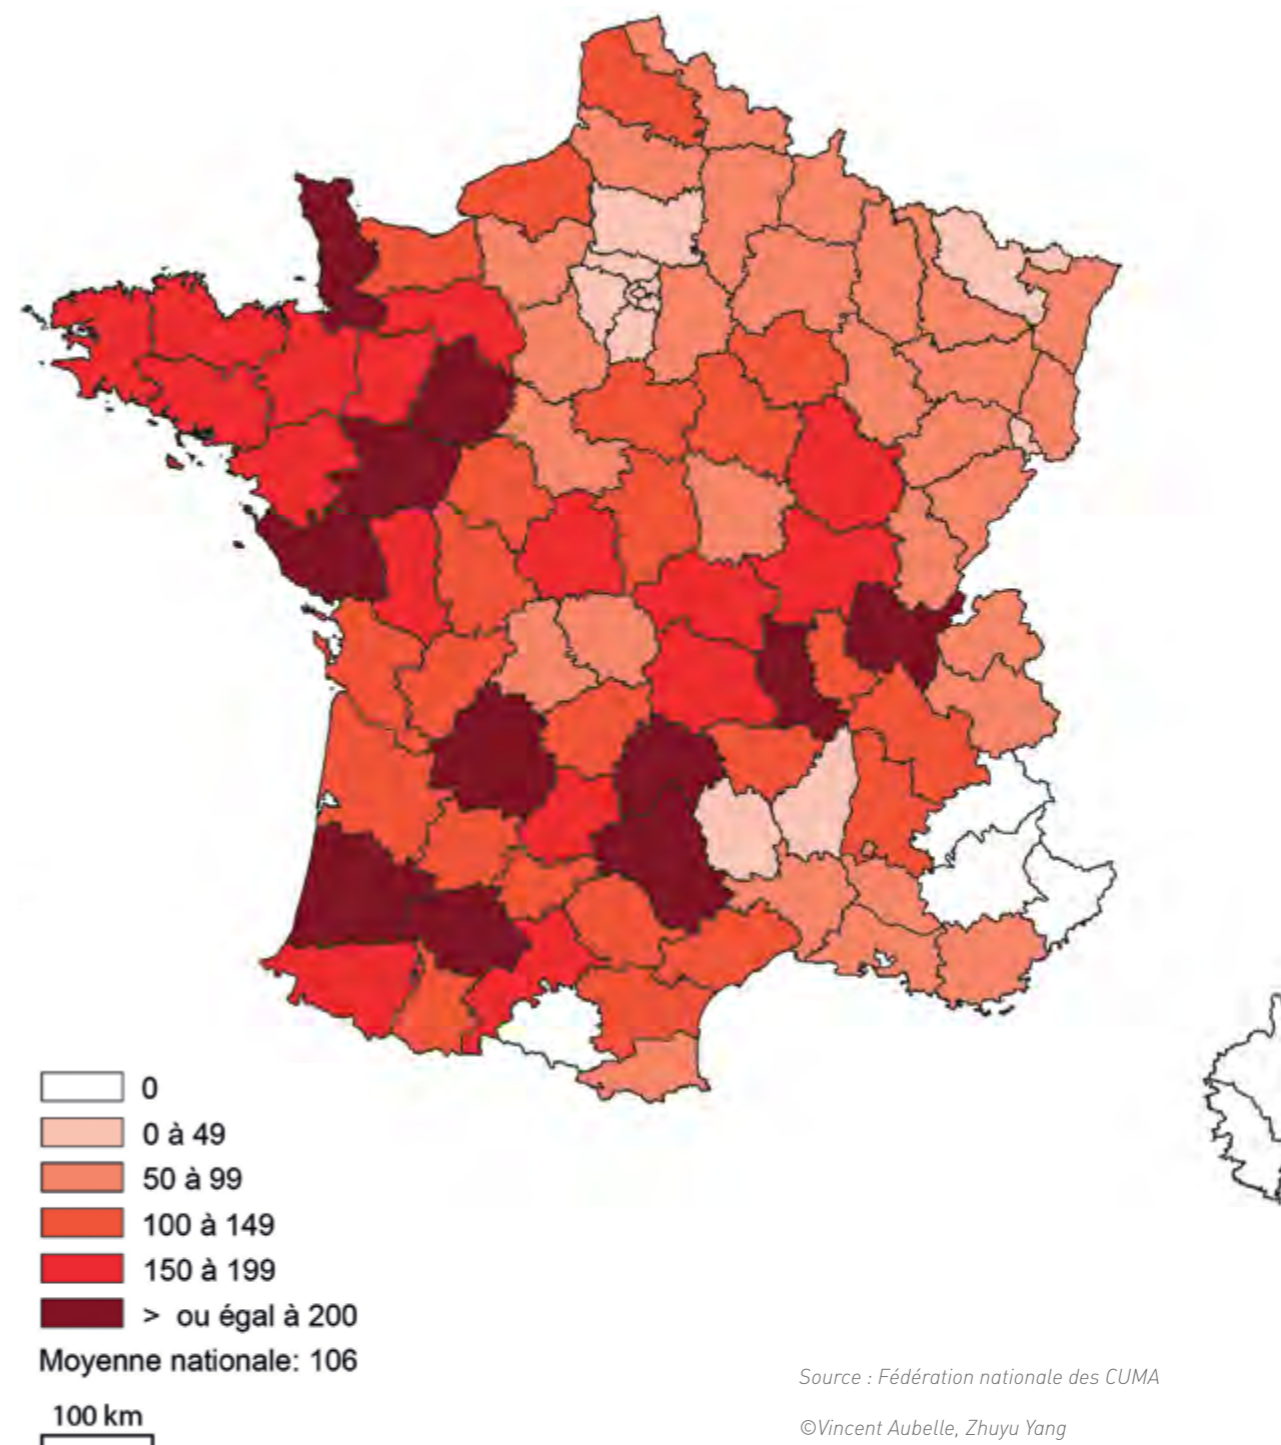 0
0 à 49
50 à 99
100 à 149
150 à 199
> ou égal à 200
Moyenne nationale: 106
100 km
Source : Fédération nationale des CUMA
©Vincent Aubelle, Zhuyu Yang